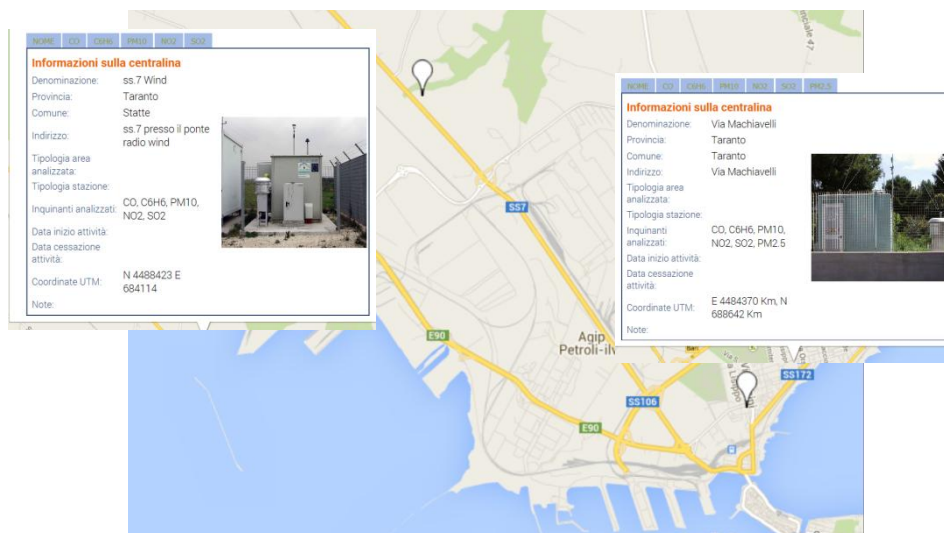 NOME CO C6H6 PM10 NO2 SO2
Informazioni sulla centralina
Denominazione: ss.7 Wind
Provincia: Taranto
Comune: Statte
Indirizzo: ss.7 presso il ponte
radio wind
Tipologia area
analizzata:
Tipologia stazione:
Inquinanti analizzati: CO, C6H6, PM10,
NO2, SO2
Data inizio attività:
Data cessazione
attività:
Coordinate UTM: N 4488423 E
684114
Note:
NOME CO C6H6 PM10 NO2 SO2 PM2.5
Informazioni sulla centralina
Denominazione: Via Machiavelli
Provincia: Taranto
Comune: Taranto
Indirizzo: Via Machiavelli
Tipologia area
analizzata:
Tipologia stazione:
Inquinanti
analizzati: CO, C6H6, PM10,
NO2, SO2, PM2.5
Data inizio attività:
Data cessazione
attività:
Coordinate UTM: E 4484370 Km, N
688642 Km
Note:
SS7
E90
Agip
Petroli-il
SS172
SS106
E90